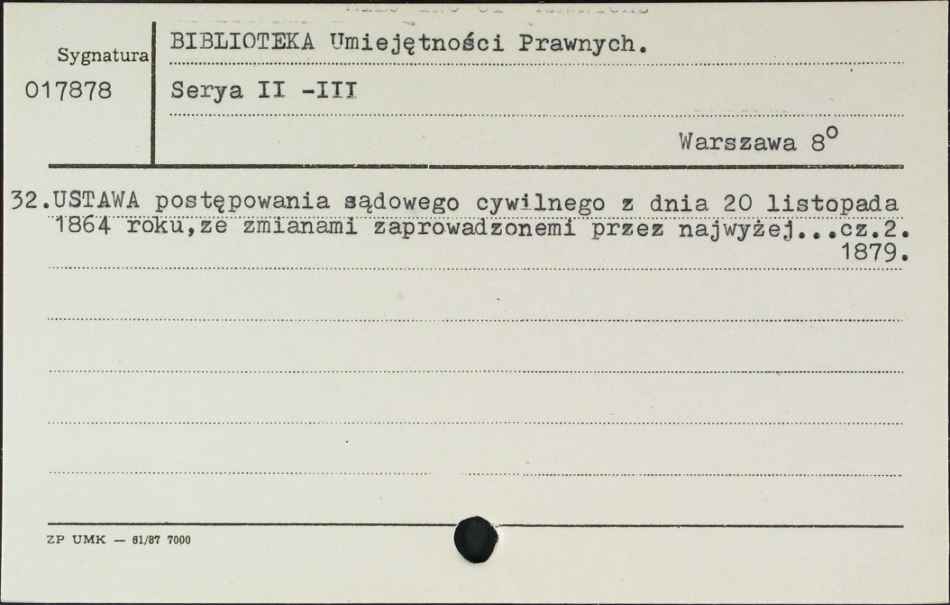 BIBLIOTEKA Umiejętności Prawnych.
Sygnatura
017878
Serya II -III
Warszawa 8º
32.USTAWA postępowania sądowego cywilnego z dnia 20 listopada
1864 roku,ze zmianami zaprowadzonemi przez najwyżej...cz.2.
1879.
ZP UMK — 61/87 7000